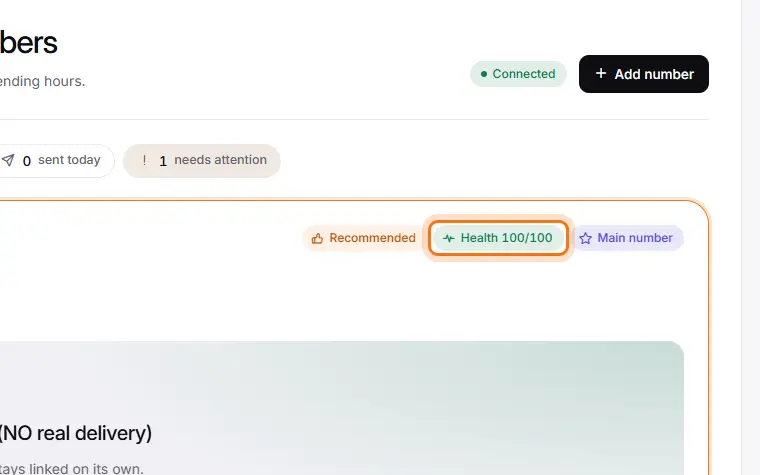 bers
ending hours.
Connected
+ Add number
0 sent today
! 1 needs attention
Recommended
Health 100/100
Main number
(NO real delivery)
tays linked on its own.